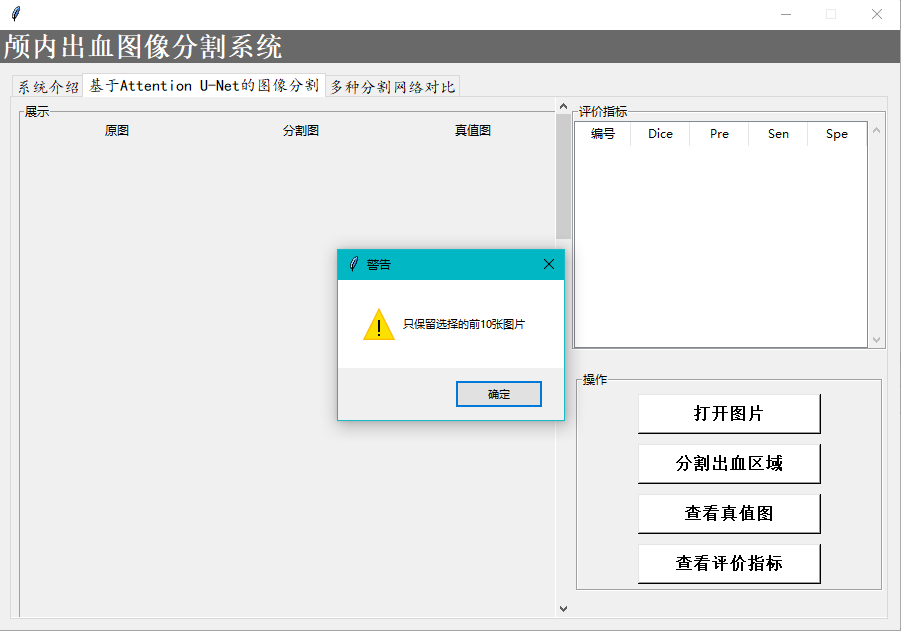 颅内出血图像分割系统
系统介绍 基于Attention U-Net的图像分割 多种分割网络对比
展示
原图 分割图 真值图
评价指标
编号 Dice Pre Sen Spe
警告
只保留选择的前10张图片
确定
操作
打开图片
分割出血区域
查看真值图
查看评价指标